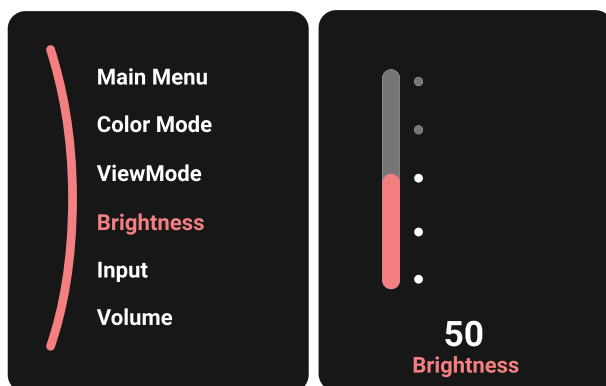 Main Menu
Color Mode
ViewMode
Brightness
Input
Volume
50
Brightness